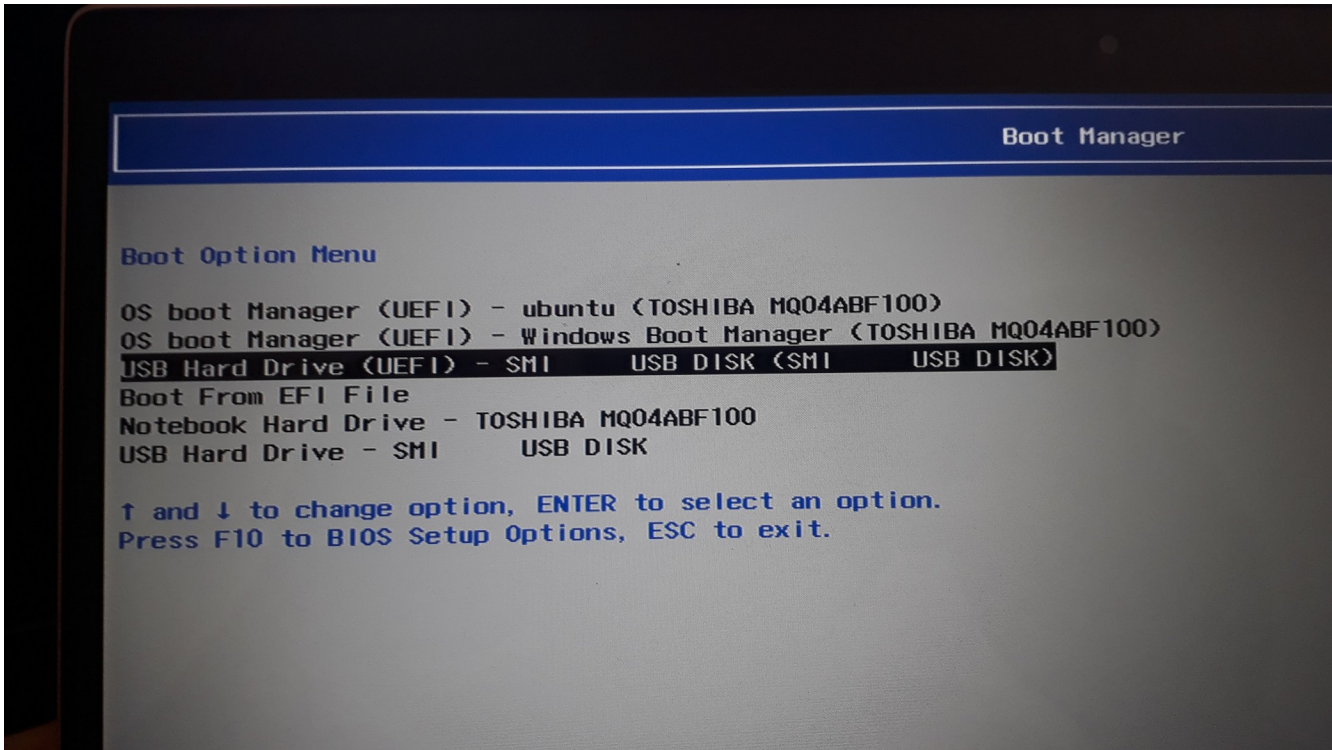 Boot Manager
Boot Option Menu
OS boot Manager (UEFI) - ubuntu (TOSHIBA MQ04ABF100)
OS boot Manager (UEFI) - Windows Boot Manager (TOSHIBA MQ04ABF100)
USB Hard Drive (UEFI) - SMI USB DISK (SMI USB DISK)
Boot From EFI File
Notebook Hard Drive - TOSHIBA MQ04ABF100
USB Hard Drive - SMI USB DISK
↑ and ↓ to change option, ENTER to select an option.
Press F10 to BIOS Setup Options, ESC to exit.